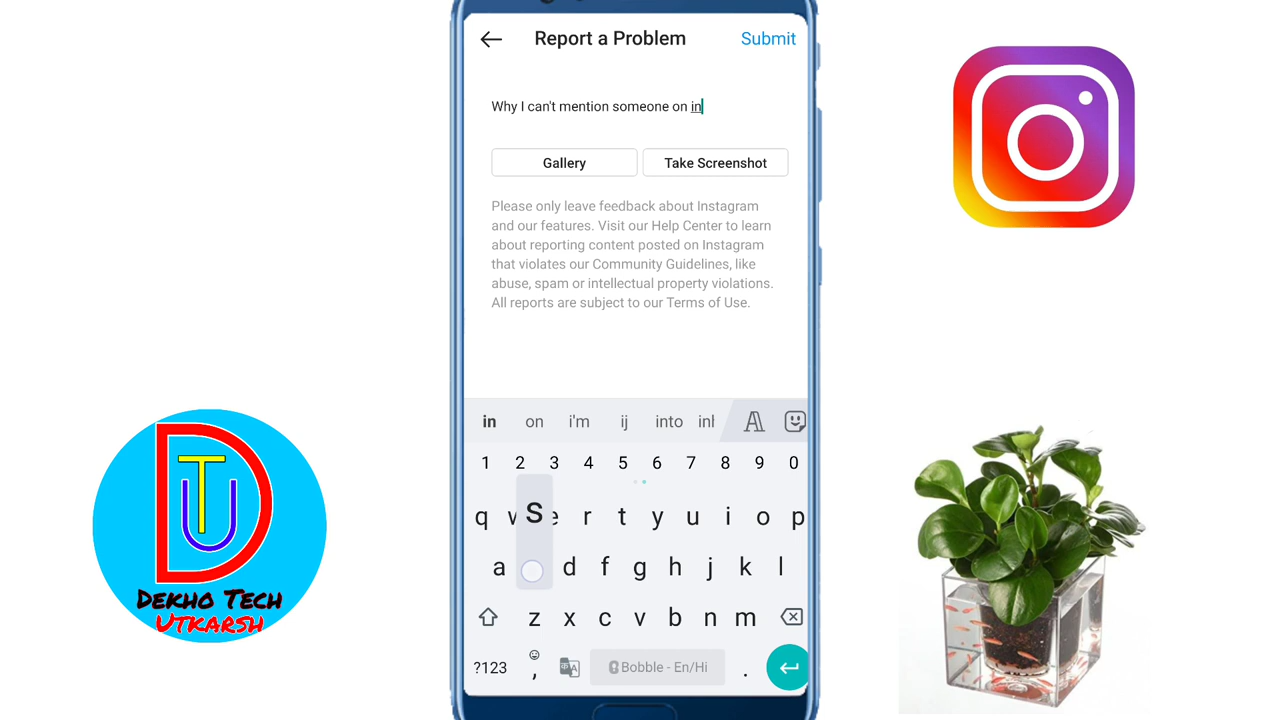 Report a Problem
Submit
Why I can't mention someone on in
Gallery
Take Screenshot
Please only leave feedback about Instagram
and our features. Visit our Help Center to learn
about reporting content posted on Instagram
that violates our Community Guidelines, like
abuse, spam or intellectual property violations.
All reports are subject to our Terms of Use.
in on i'm ij into inl
1 2 3 4 5 6 7 8 9 0
q w e r t y u i o p
a S d f g h j k l
z x c v b n m
?123 , Bobble - En/Hi .
DTU
Dekho Tech
Utkarsh